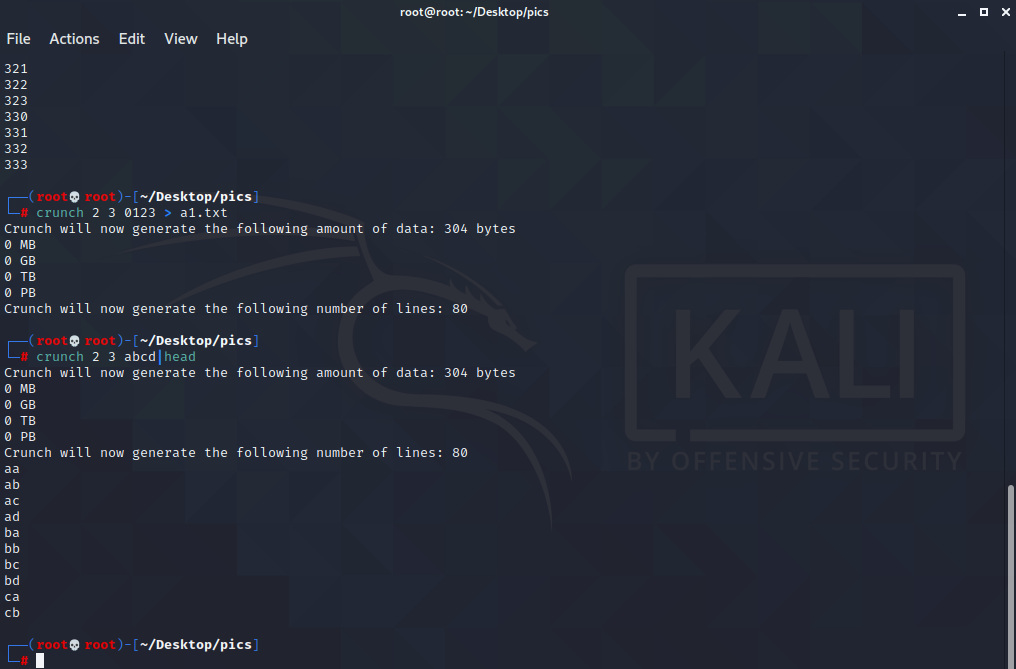 root@root: ~/Desktop/pics
File Actions Edit View Help
321
322
323
330
331
332
333
┌──(root💀root)-[~/Desktop/pics]
└─# crunch 2 3 0123 > a1.txt
Crunch will now generate the following amount of data: 304 bytes
0 MB
0 GB
0 TB
0 PB
Crunch will now generate the following number of lines: 80
┌──(root💀root)-[~/Desktop/pics]
└─# crunch 2 3 abcd|head
Crunch will now generate the following amount of data: 304 bytes
0 MB
0 GB
0 TB
0 PB
Crunch will now generate the following number of lines: 80
aa
ab
ac
ad
ba
bb
bc
bd
ca
cb
┌──(root💀root)-[~/Desktop/pics]
└─#
KALI
BY OFFENSIVE SECURITY